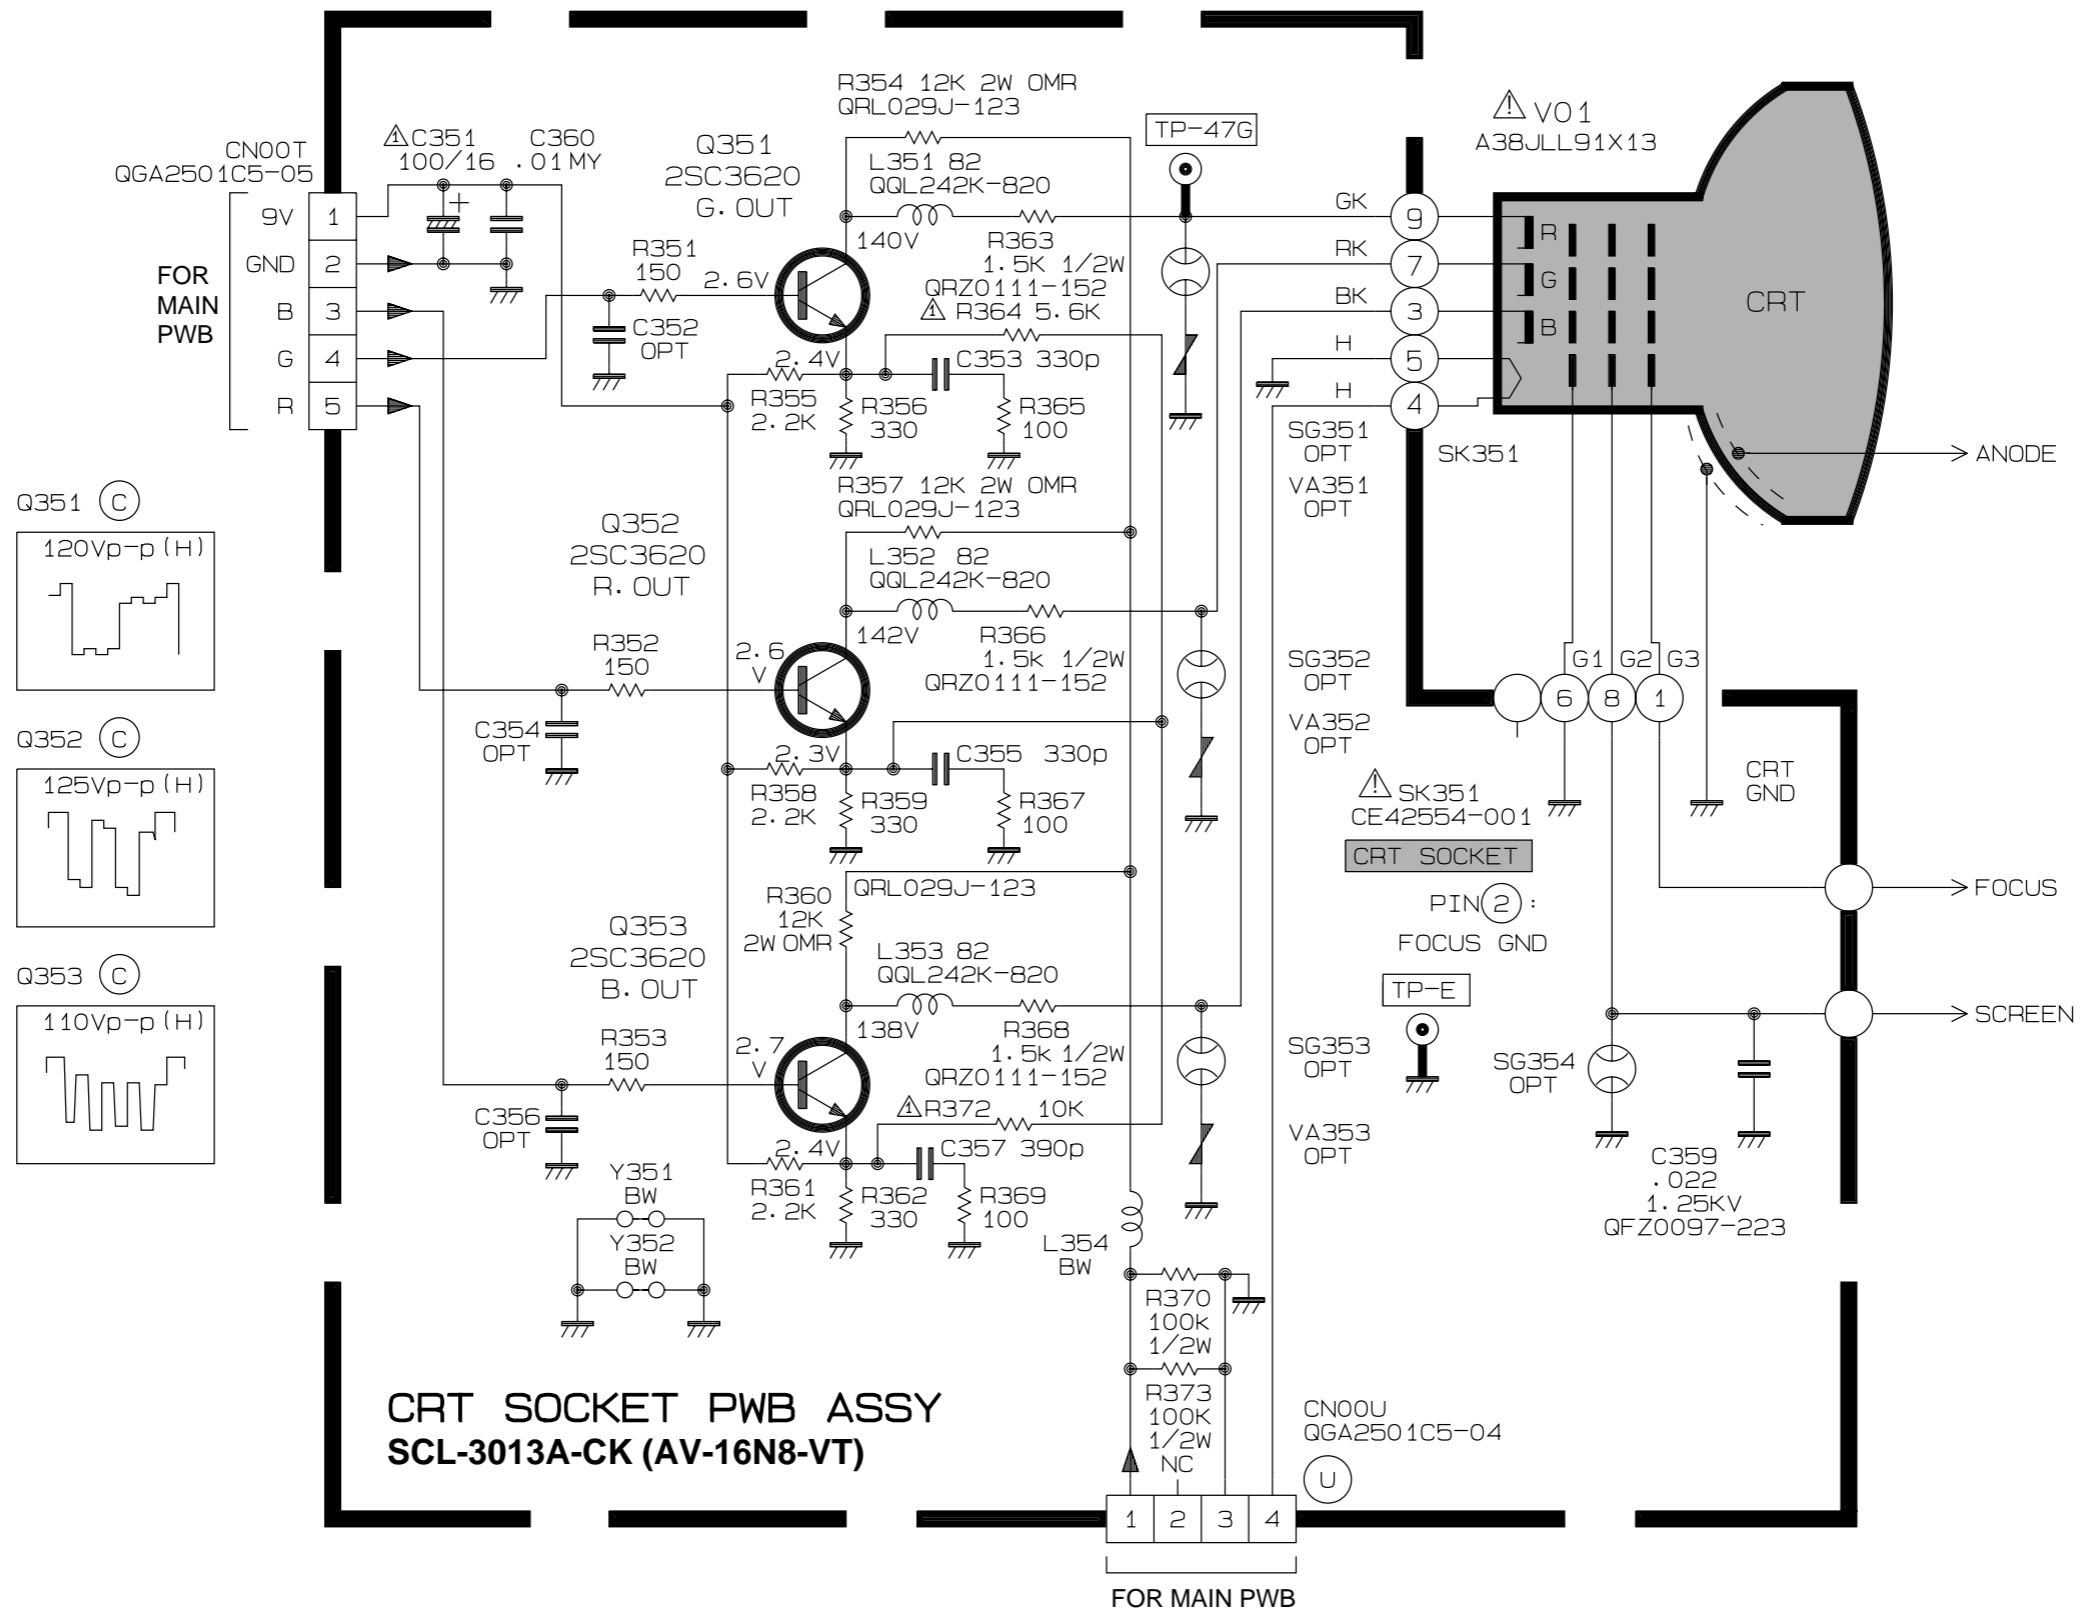 R354 12K 2W OMR
QRL029J-123
CN00T
QGA2501C5-05
⚠C351
100/16
C360
.01MY
Q351
2SC3620
G.OUT
L351 82
QQL242K-820
TP-47G
⚠ V01
A38JLL91X13
FOR
MAIN
PWB
9V 1
GND 2
B 3
G 4
R 5
R351
150
2.6V
140V
R363
1.5K 1/2W
QRZ0111-152
⚠ R364 5.6K
C352
OPT
2.4V
C353 330p
R355
2.2K
R356
330
R365
100
GK 9
RK 7
BK 3
H 5
H 4
R
G
B
CRT
SG351
OPT
SK351
ANODE
VA351
OPT
Q351 C
120Vp-p (H)
R357 12K 2W OMR
QRL029J-123
Q352
2SC3620
R.OUT
L352 82
QQL242K-820
142V
R352
150
2.6
V
R366
1.5k 1/2W
QRZ0111-152
SG352
OPT
VA352
OPT
G1 G2 G3
6 8 1
C354
OPT
2.3V
C355 330p
R358
2.2K
R359
330
R367
100
Q352 C
125Vp-p (H)
⚠ SK351
CE42554-001
CRT SOCKET
PIN 2 :
FOCUS GND
CRT
GND
FOCUS
TP-E
SCREEN
R360
12K
2W OMR
QRL029J-123
Q353
2SC3620
B.OUT
L353 82
QQL242K-820
138V
Q353 C
110Vp-p (H)
R353
150
2.7
V
R368
1.5k 1/2W
QRZ0111-152
⚠R372 10K
SG353
OPT
VA353
OPT
SG354
OPT
C356
OPT
2.4V
C357 390p
R361
2.2K
R362
330
R369
100
C359
.022
1.25KV
QFZ0097-223
Y351
BW
Y352
BW
L354
BW
R370
100k
1/2W
R373
100K
1/2W
NC
CN00U
QGA2501C5-04
U
CRT SOCKET PWB ASSY
SCL-3013A-CK (AV-16N8-VT)
1 2 3 4
FOR MAIN PWB